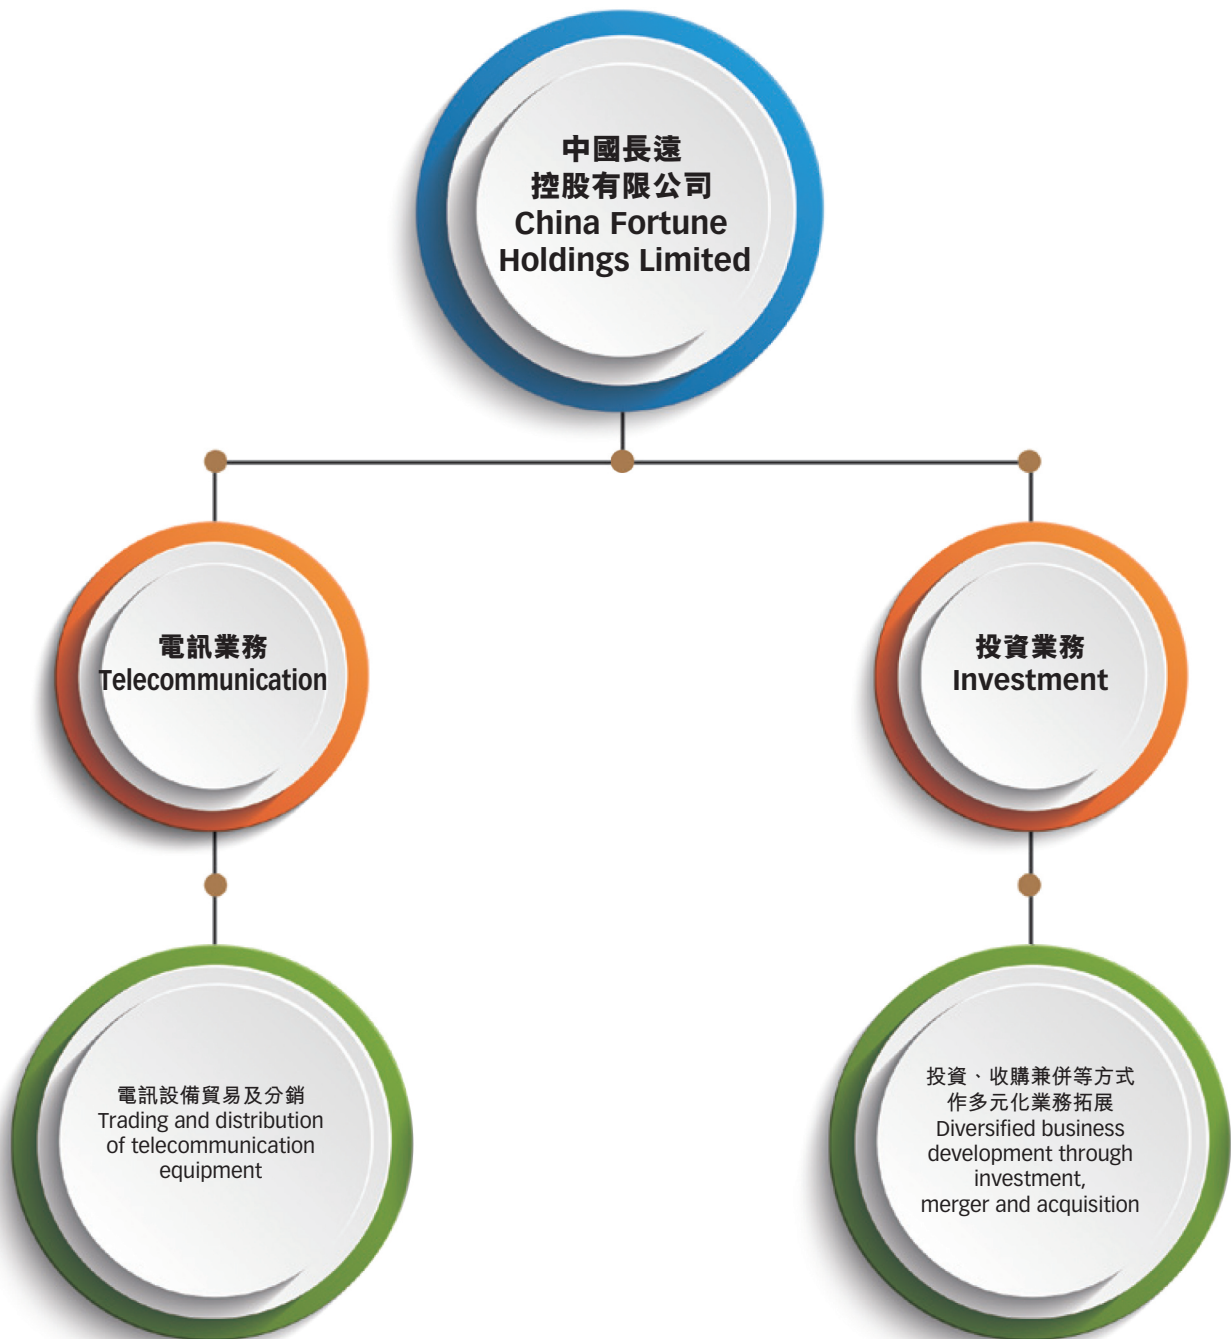 中國長遠
控股有限公司
China Fortune
Holdings Limited
電訊業務
Telecommunication
投資業務
Investment
電訊設備貿易及分銷
Trading and distribution
of telecommunication
equipment
投資、收購兼併等方式
作多元化業務拓展
Diversified business
development through
investment,
merger and acquisition